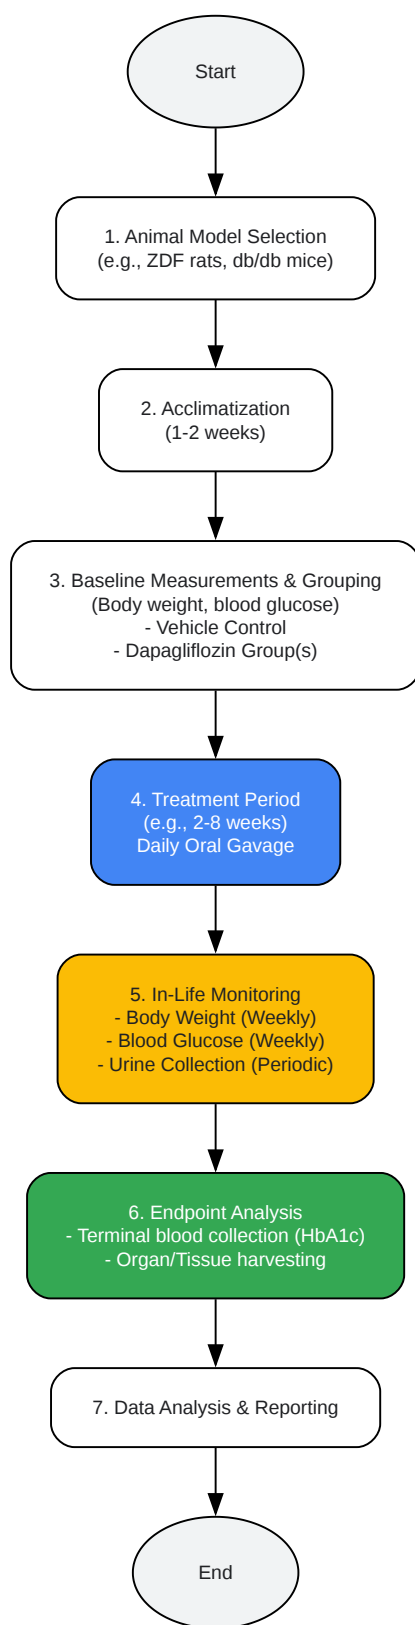 Start
1. Animal Model Selection
(e.g., ZDF rats, db/db mice)
2. Acclimatization
(1-2 weeks)
3. Baseline Measurements & Grouping
(Body weight, blood glucose)
- Vehicle Control
- Dapagliflozin Group(s)
4. Treatment Period
(e.g., 2-8 weeks)
Daily Oral Gavage
5. In-Life Monitoring
- Body Weight (Weekly)
- Blood Glucose (Weekly)
- Urine Collection (Periodic)
6. Endpoint Analysis
- Terminal blood collection (HbA1c)
- Organ/Tissue harvesting
7. Data Analysis & Reporting
End